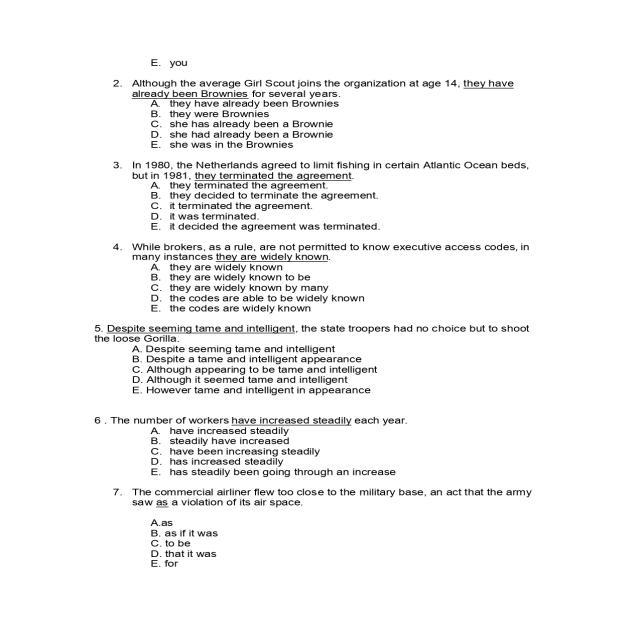 E. you
2. Although the average Girl Scout joins the organization at age 14, they have
already been Brownies for several years.
A. they have already been Brownies
B. they were Brownies
C. she has already been a Brownie
D. she had already been a Brownie
E. she was in the Brownies
3. In 1980, the Netherlands agreed to limit fishing in certain Atlantic Ocean beds,
but in 1981, they terminated the agreement.
A. they terminated the agreement.
B. they decided to terminate the agreement.
C. it terminated the agreement.
D. it was terminated.
E. it decided the agreement was terminated.
4. While brokers, as a rule, are not permitted to know executive access codes, in
many instances they are widely known.
A. they are widely known
B. they are widely known to be
C. they are widely known by many
D. the codes are able to be widely known
E. the codes are widely known
5. Despite seeming tame and intelligent, the state troopers had no choice but to shoot
the loose Gorilla.
A. Despite seeming tame and intelligent
B. Despite a tame and intelligent appearance
C. Although appearing to be tame and intelligent
D. Although it seemed tame and intelligent
E. However tame and intelligent in appearance
6 . The number of workers have increased steadily each year.
A. have increased steadily
B. steadily have increased
C. have been increasing steadily
D. has increased steadily
E. has steadily been going through an increase
7. The commercial airliner flew too close to the military base, an act that the army
saw as a violation of its air space.
A.as
B. as if it was
C. to be
D. that it was
E. for